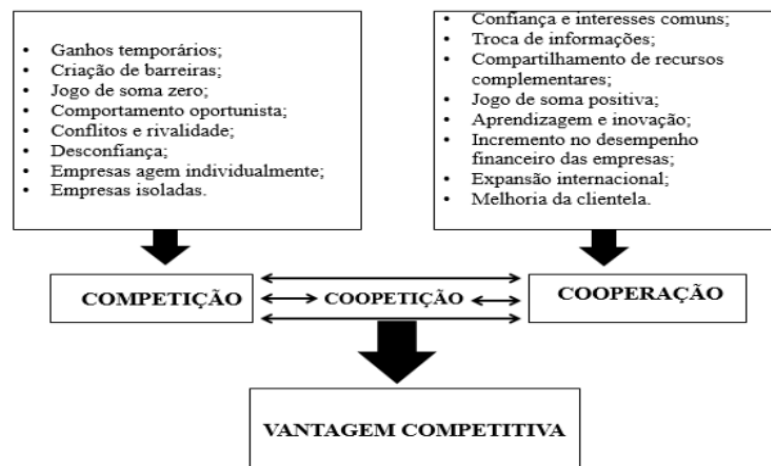 • Ganhos temporários;
• Criação de barreiras;
• Jogo de soma zero;
• Comportamento oportunista;
• Conflitos e rivalidade;
• Desconfiança;
• Empresas agem individualmente;
• Empresas isoladas.
• Confiança e interesses comuns;
• Troca de informações;
• Compartilhamento de recursos
complementares;
• Jogo de soma positiva;
• Aprendizagem e inovação;
• Incremento no desempenho
financeiro das empresas;
• Expansão internacional;
• Melhoria da clientela.
COMPETIÇÃO
COOPETIÇÃO
COOPERAÇÃO
VANTAGEM COMPETITIVA